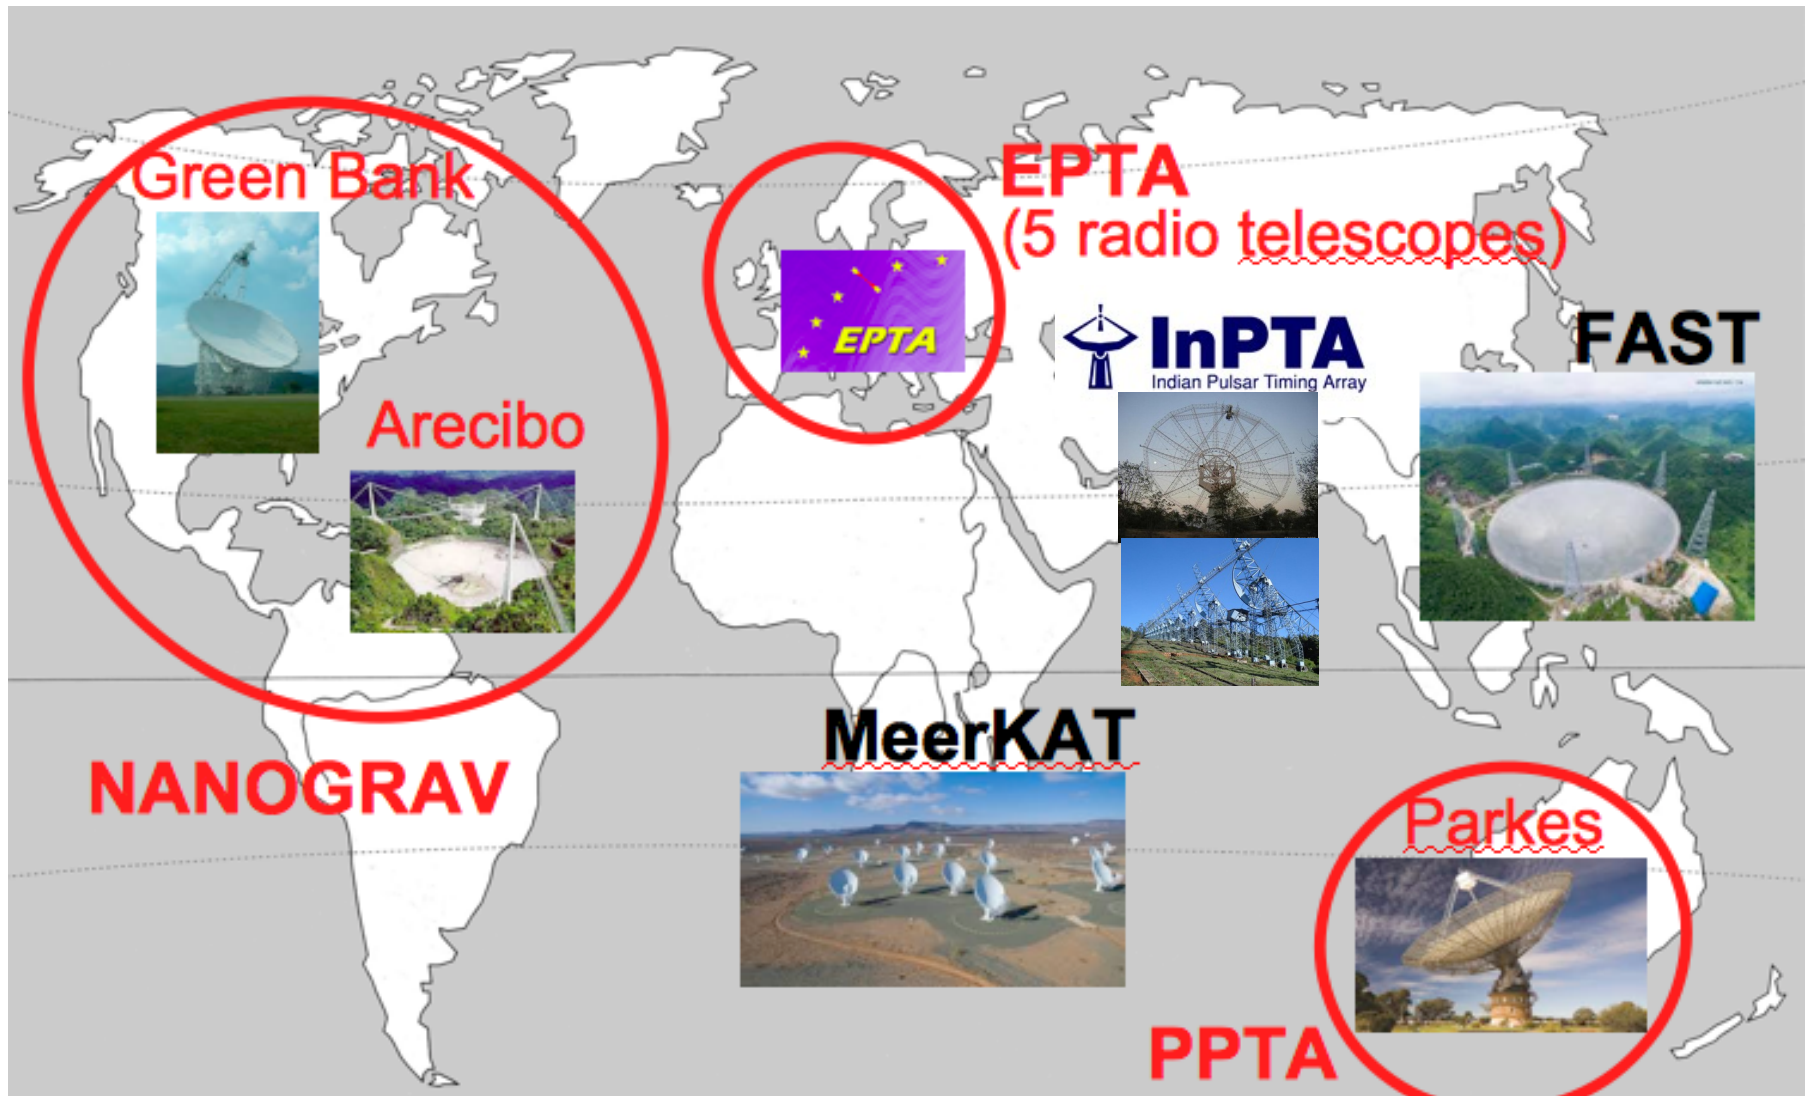 Green Bank
Arecibo
NANOGRAV
EPTA
(5 radio telescopes)
EPTA
InPTA
Indian Pulsar Timing Array
FAST
MeerKAT
Parkes
PPTA